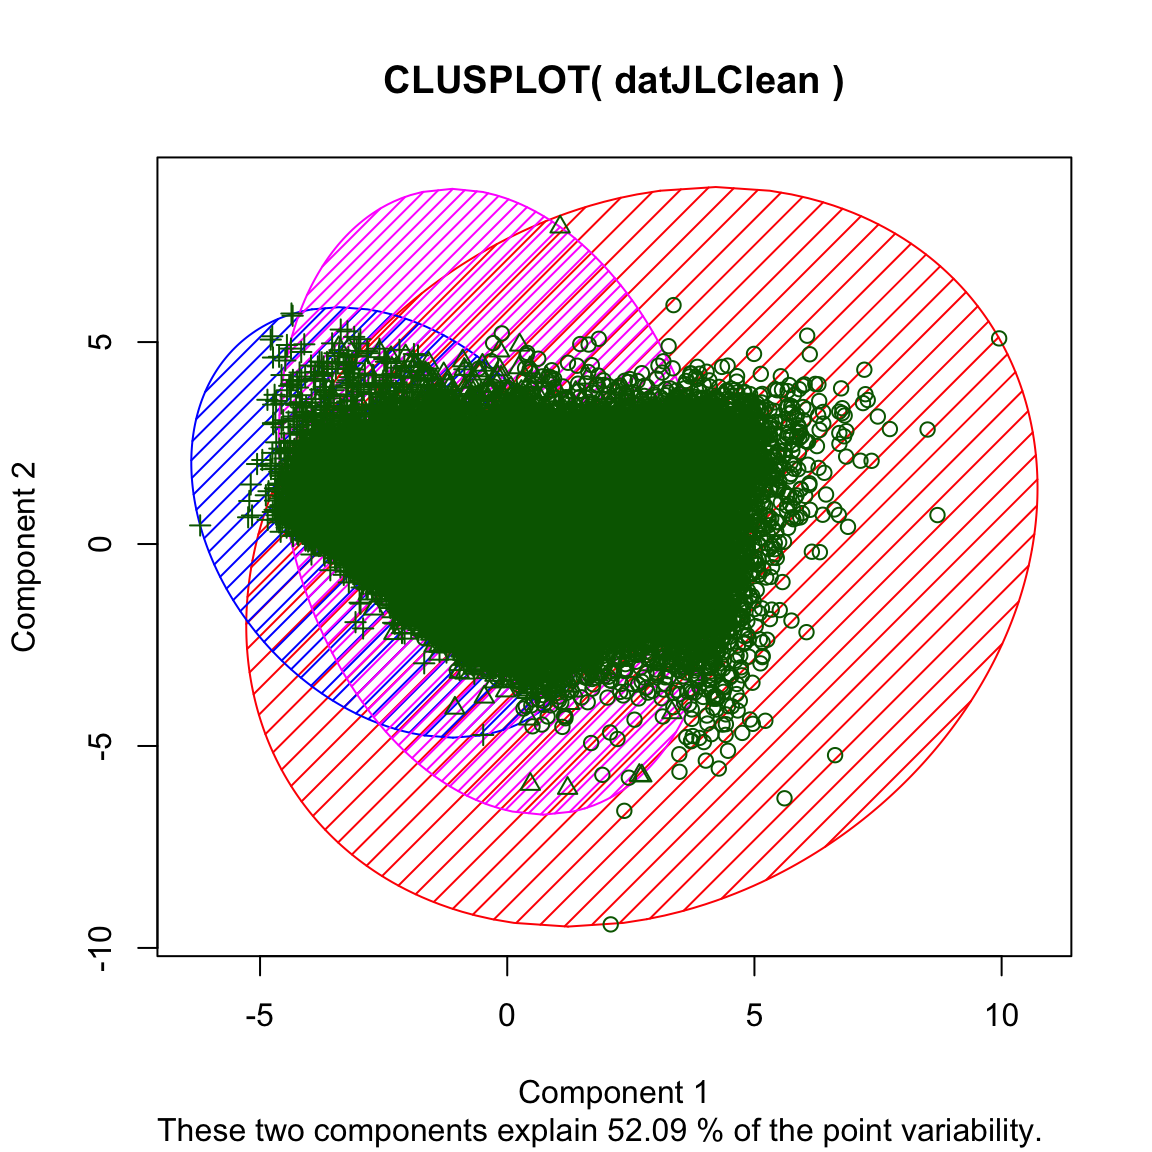 CLUSPLOT( datJLClean )
5
0
-5
-10
Component 2
-5
0
5
10
Component 1
These two components explain 52.09 % of the point variability.